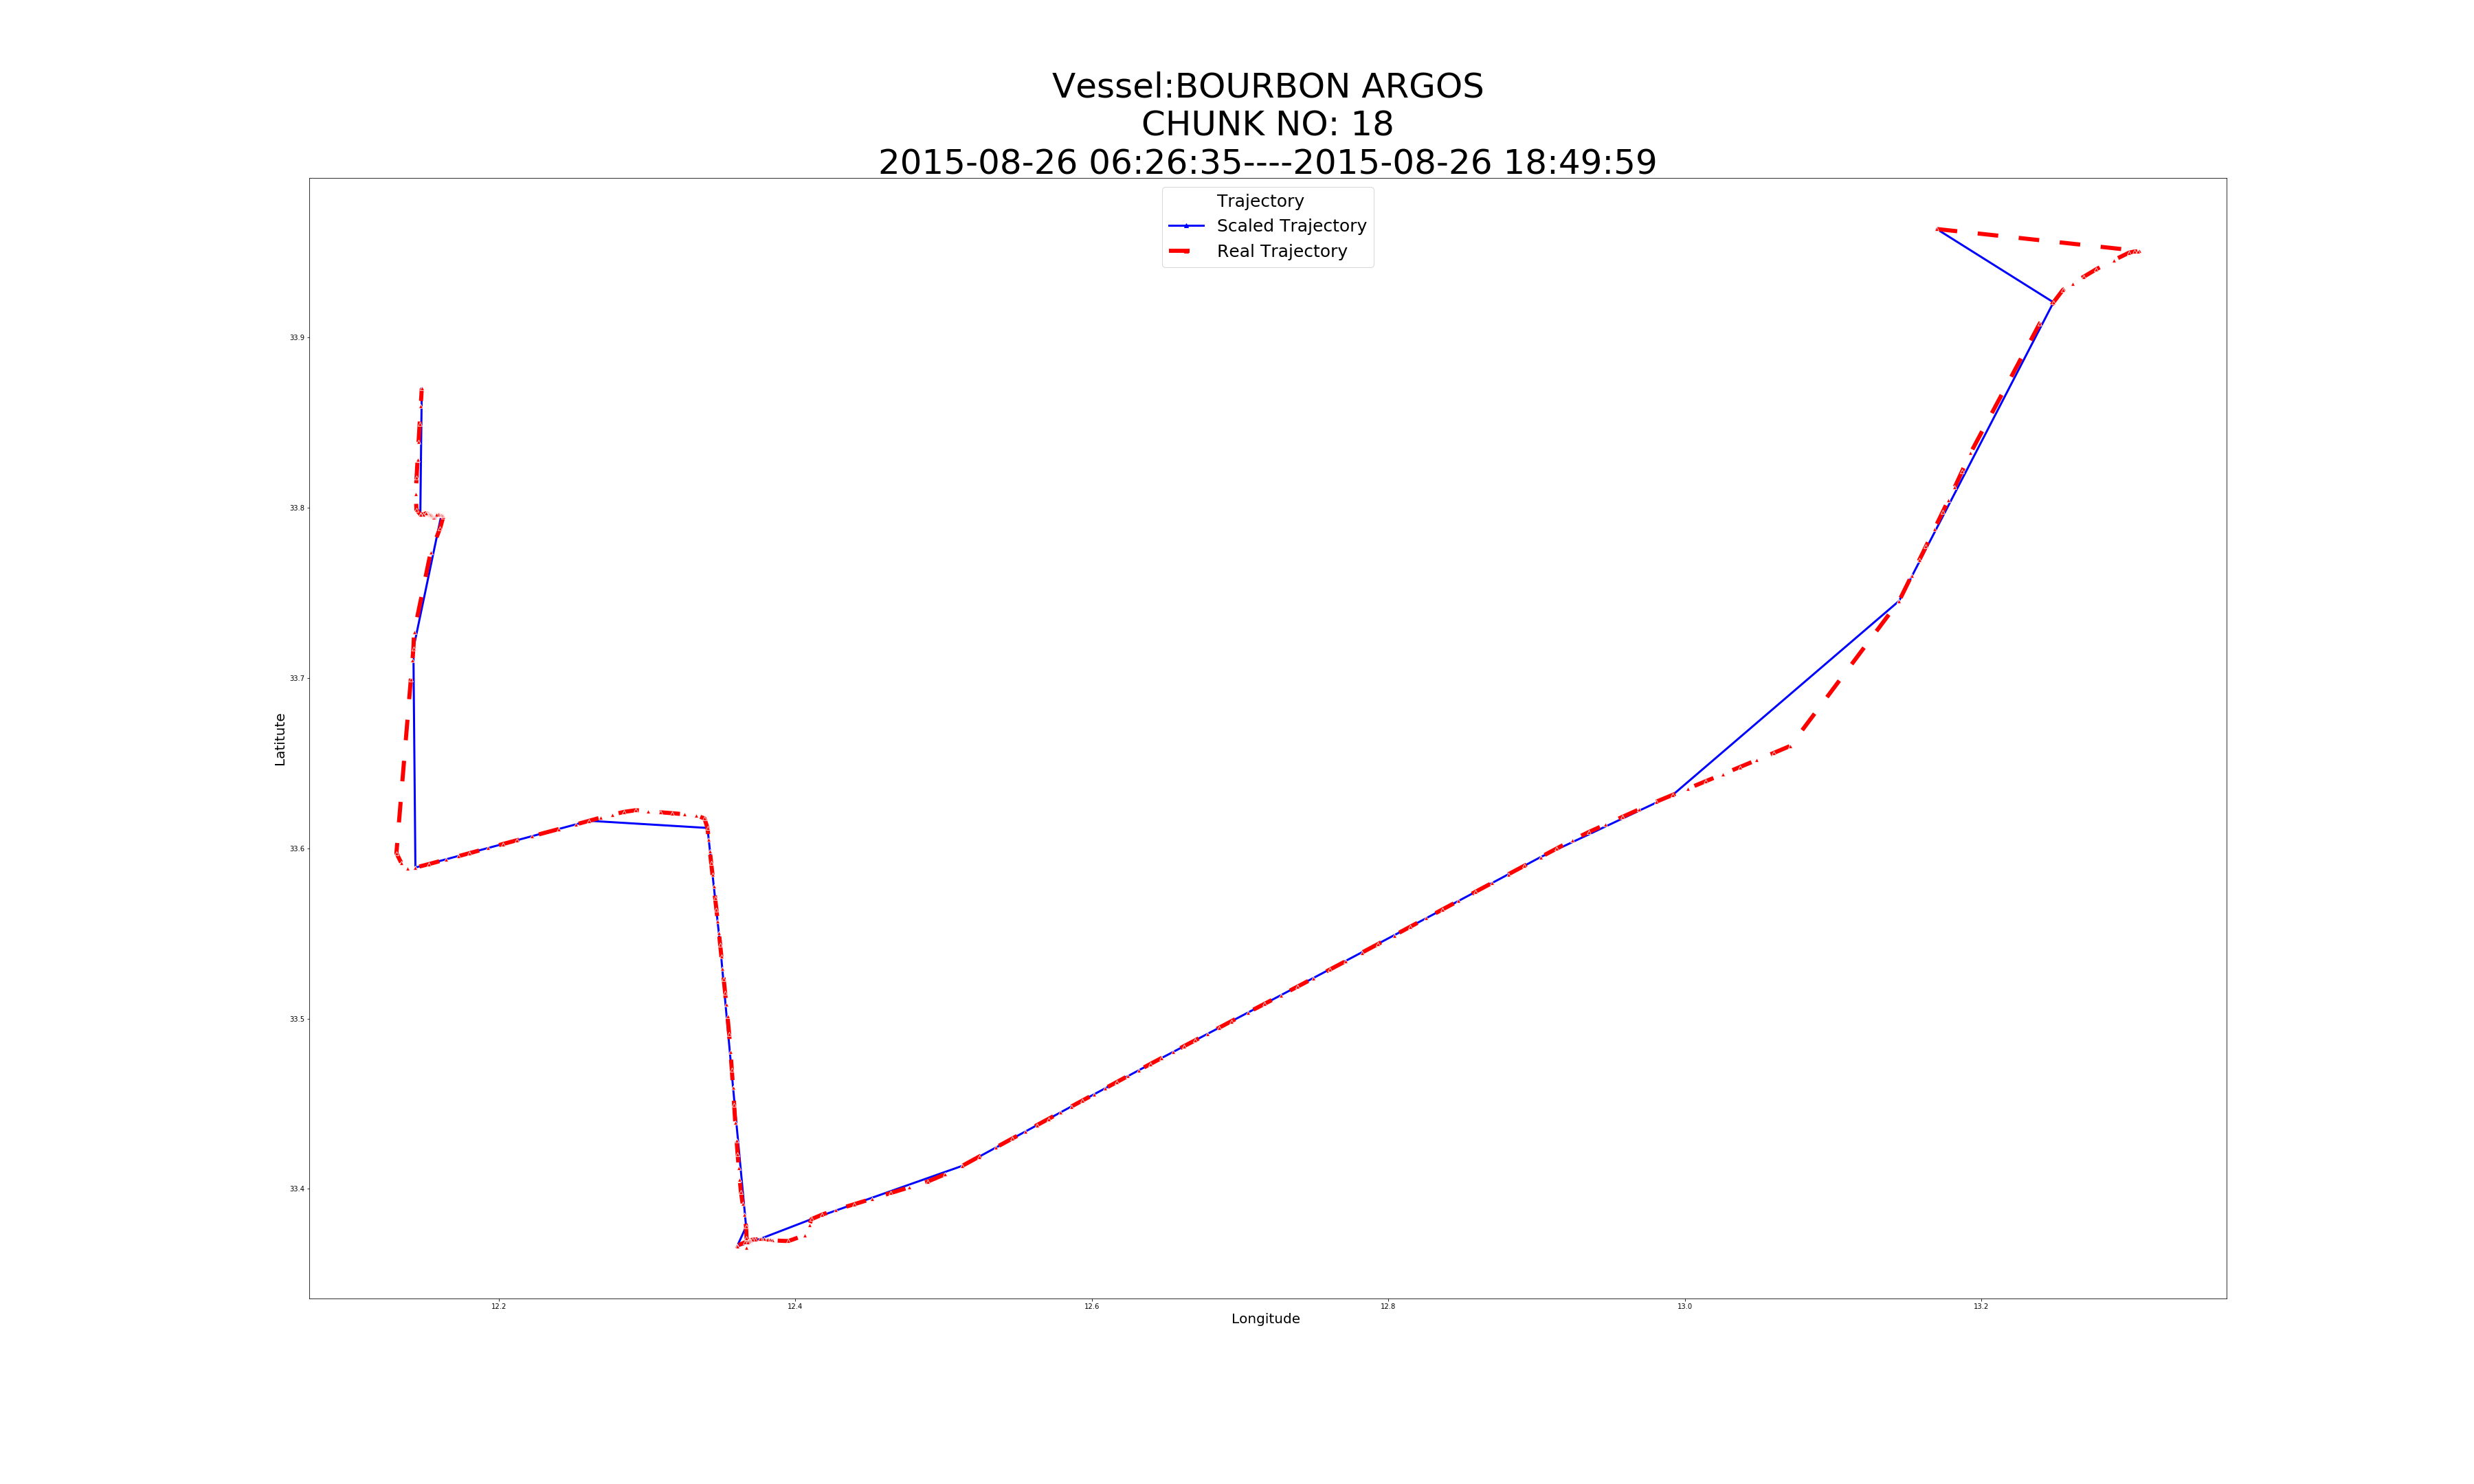 Vessel:BOURBON ARGOS
CHUNK NO: 18
2015-08-26 06:26:35----2015-08-26 18:49:59
Trajectory
Scaled Trajectory
Real Trajectory
33.9
33.8
33.7
33.6
33.5
33.4
Latitute
12.2
12.4
12.6
12.8
13.0
13.2
Longitude